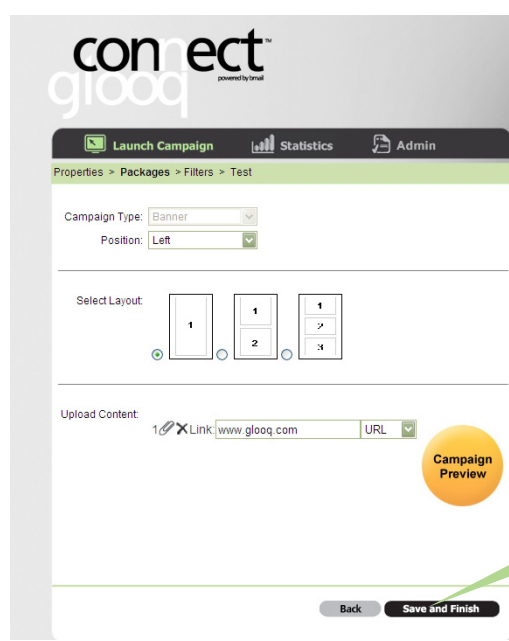 connect™
powered by bmail
glooq
Launch Campaign Statistics Admin
Properties > Packages > Filters > Test
Campaign Type: Banner
Position: Left
Select Layout:
1 1 2 1 2 3
Upload Content:
1 Link: www.glooq.com URL
Campaign
Preview
Back Save and Finish